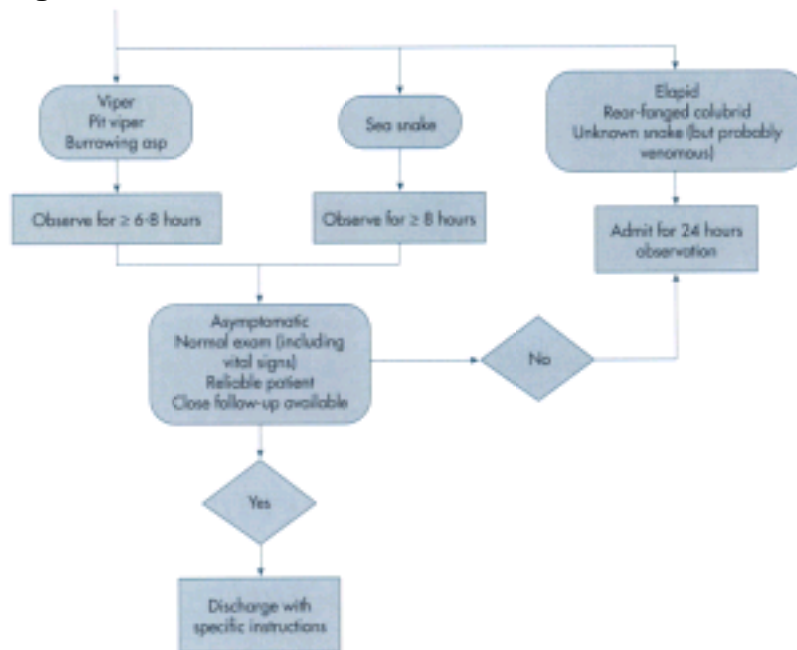 Viper
Pit viper
Burrowing asp
Sea snake
Elapid
Rear-fanged colubrid
Unknown snake (but probably
venomous)
Observe for ≥ 6-8 hours
Observe for ≥ 8 hours
Admit for 24 hours
observation
Asymptomatic
Normal exam (including
vital signs)
Reliable patient
Close follow-up available
No
Yes
Discharge with
specific instructions